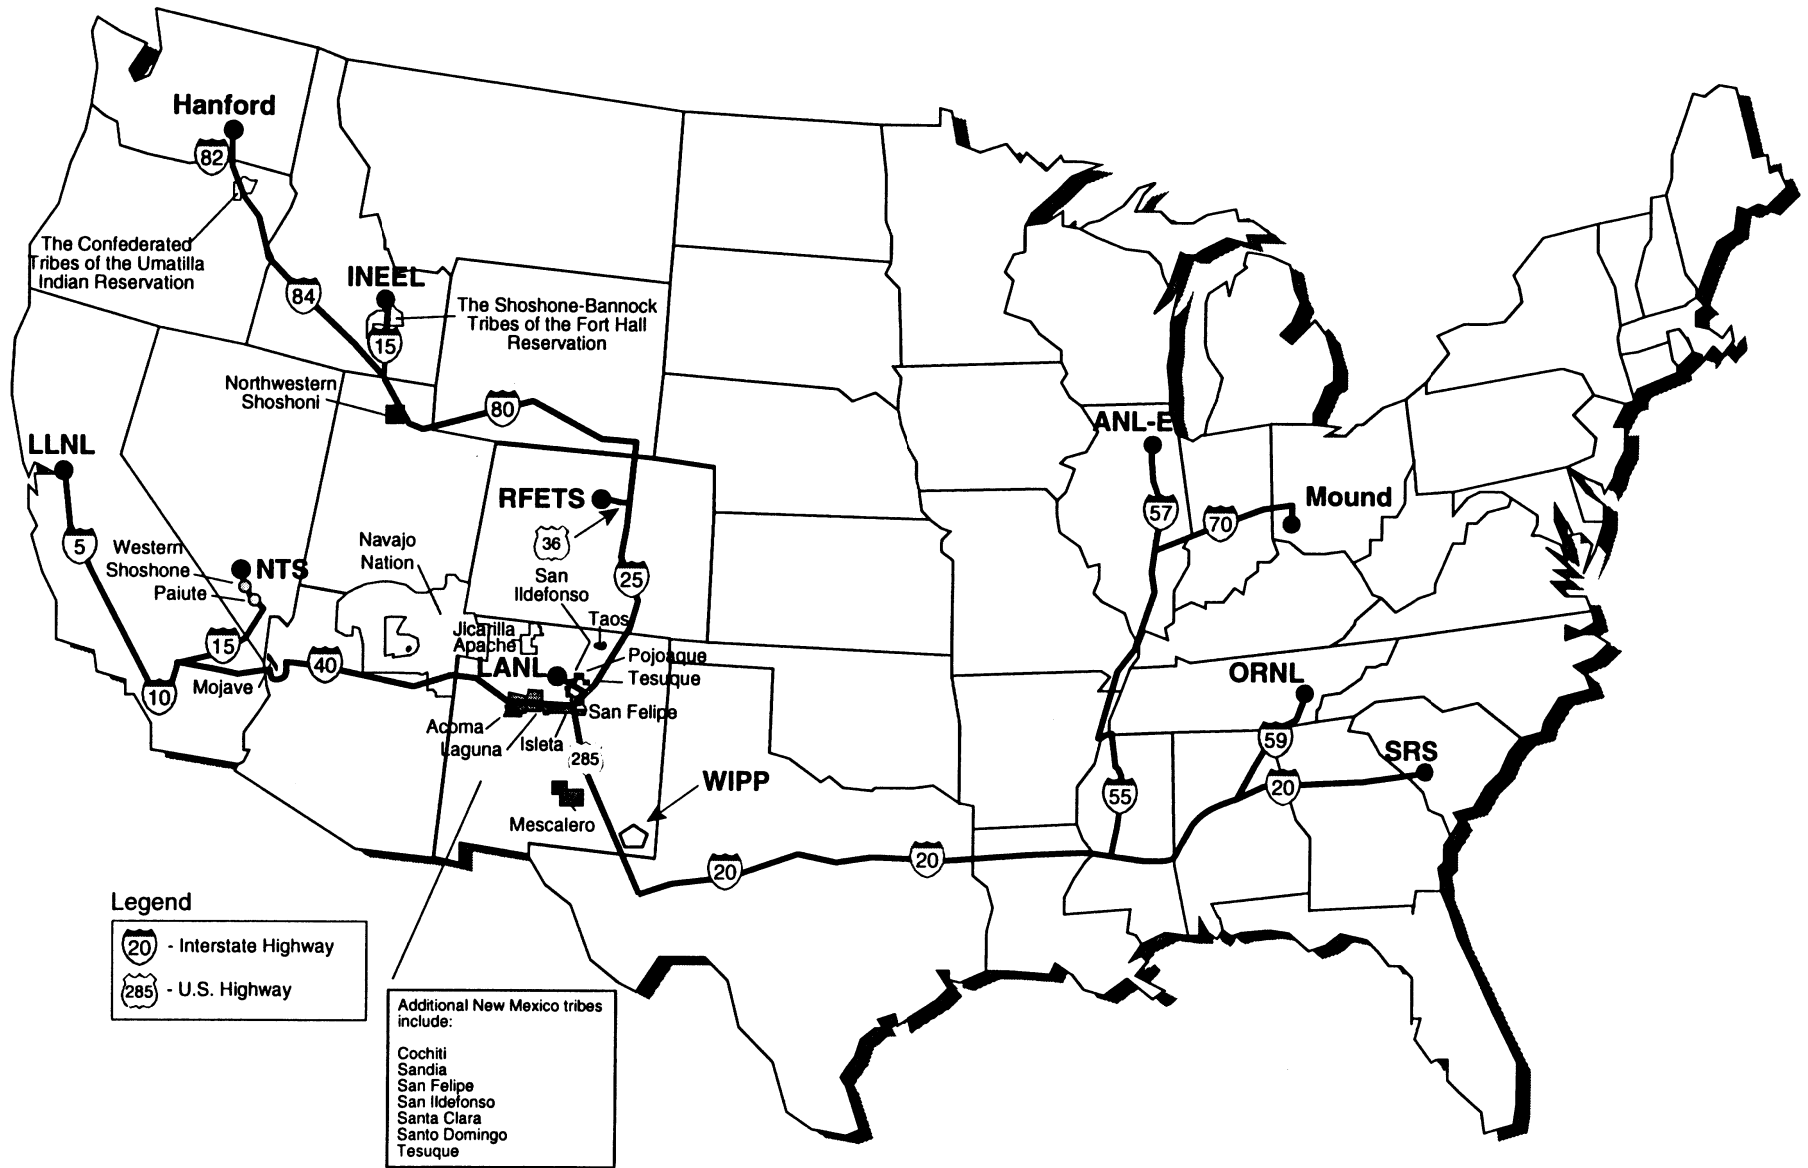 Hanford
82
The Confederated
Tribes of the Umatilla
Indian Reservation
84
INEEL
The Shoshone-Bannock
Tribes of the Fort Hall
Reservation
15
Northwestern
Shoshoni
80
LLNL
5
RFETS
36
25
ANL-E
57
70
Mound
Western
Shoshone
Paiute
NTS
15
Navajo
Nation
San
Ildefonso
Taos
Jicarilla
Apache
LANL
Pojoaque
Tesuque
San Felipe
10
Mojave
40
Acoma
Laguna
Isleta
285
Mescalero
WIPP
ORNL
59
SRS
20
55
20
20
Legend
20 - Interstate Highway
285 - U.S. Highway
Additional New Mexico tribes
include:
Cochiti
Sandia
San Felipe
San Ildefonso
Santa Clara
Santo Domingo
Tesuque